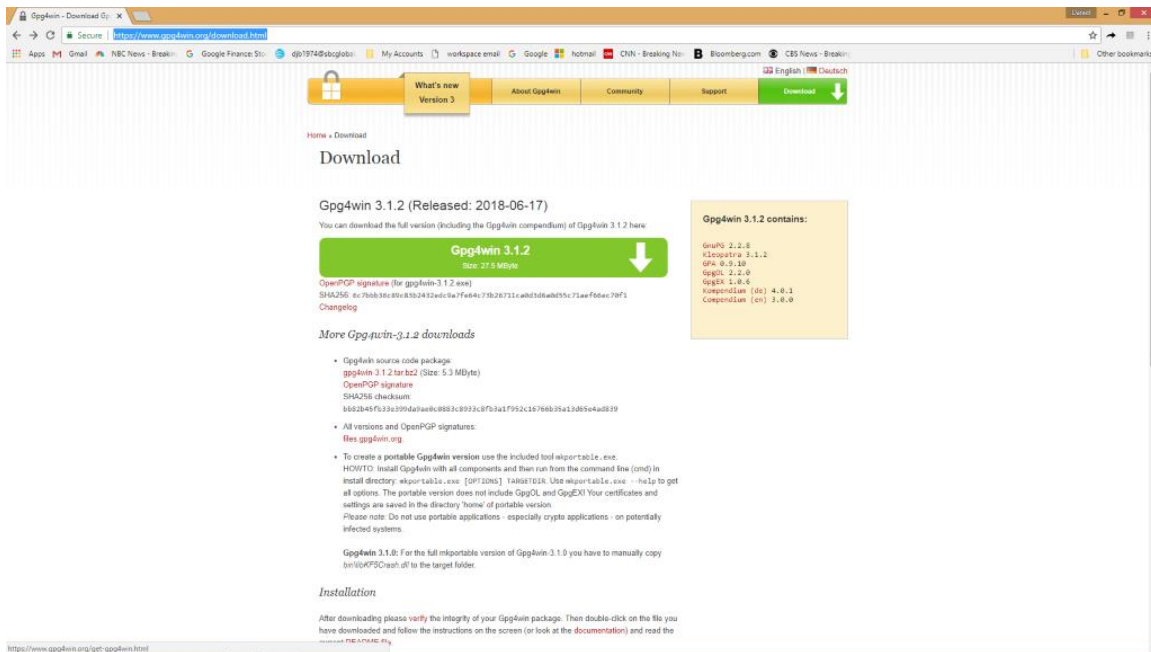 Gpg4win - Download Gp
Secure | https://www.gpg4win.org/download.html
Apps Gmail NBC News - Breakin Google Finance: Sto djb1974@sbcglobal. My Accounts workspace email Google hotmail CNN - Breaking Ne Bloomberg.com CBS News - Breakin Other bookmarks
English | Deutsch
What's new
Version 3
About Gpg4win
Community
Support
Download
Home » Download
Download
Gpg4win 3.1.2 (Released: 2018-06-17)
You can download the full version (including the Gpg4win compendium) of Gpg4win 3.1.2 here:
Gpg4win 3.1.2
Size: 27.5 MByte
OpenPGP signature (for gpg4win-3.1.2.exe)
SHA256:
Changelog
More Gpg4win-3.1.2 downloads
• Gpg4win source code package:
gpg4win-3.1.2.tar.bz2 (Size: 5.3 MByte)
OpenPGP signature
SHA256 checksum:
• All versions and OpenPGP signatures:
files.gpg4win.org
• To create a portable Gpg4win version use the included tool mkportable.exe.
HOWTO: Install Gpg4win with all components and then run from the command line (cmd) in
install directory: mkportable.exe [OPTIONS] TARGETDIR. Use mkportable.exe --help to get
all options. The portable version does not include GpgOL and GpgEX! Your certificates and
settings are saved in the directory 'home' of portable version.
Please note: Do not use portable applications - especially crypto applications - on potentially
infected systems.
Gpg4win 3.1.0: For the full mkportable version of Gpg4win-3.1.0 you have to manually copy
bin\libKF5Crash.dll to the target folder.
Installation
After downloading please verify the integrity of your Gpg4win package. Then double-click on the file you
have downloaded and follow the instructions on the screen (or look at the documentation) and read the
current README file.
Gpg4win 3.1.2 contains:
GnuPG 2.2.8
Kleopatra 3.1.2
GPA 0.9.10
GpgOL 2.2.0
GpgEX 1.0.6
Kompendium (de) 4.0.1
Compendium (en) 3.0.0
https://www.gpg4win.org/get-gpg4win.html